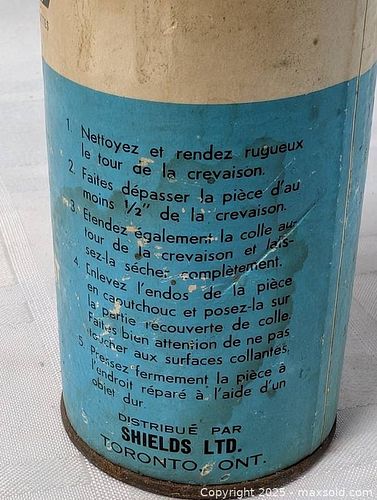 1. Nettoyez et rendez rugueux
le tour de la crevaison.
2. Faites dépasser la pièce d'au
moins ½" de la crevaison.
3. Étendez également la colle au-
tour de la crevaison et lais-
sez-la sécher complètement.
4. Enlevez l'endos de la pièce
en caoutchouc et posez-la sur
la partie recouverte de colle.
Faites bien attention de ne pas
toucher aux surfaces collantes.
5. Pressez fermement la pièce à
l'endroit réparé à l'aide d'un
objet dur.
DISTRIBUÉ PAR
SHIELDS LTD.
TORONTO, ONT.
Copyright 2025 - maxsold.com